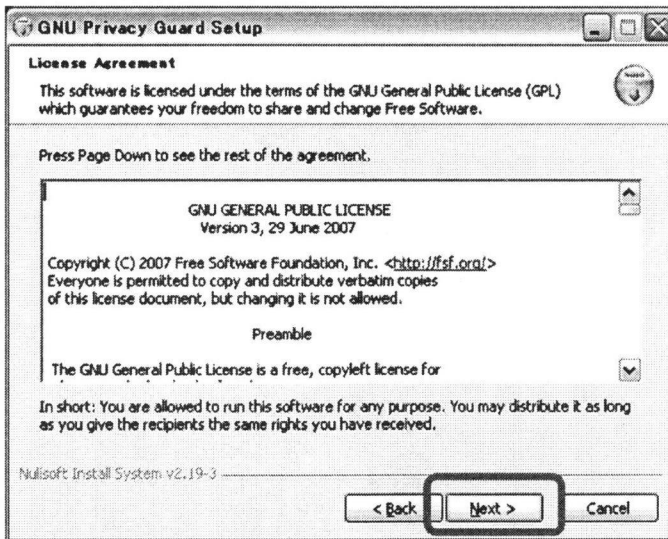 GNU Privacy Guard Setup
License Agreement
This software is licensed under the terms of the GNU General Public License (GPL)
which guarantees your freedom to share and change Free Software.
Press Page Down to see the rest of the agreement.
GNU GENERAL PUBLIC LICENSE
Version 3, 29 June 2007
Copyright (C) 2007 Free Software Foundation, Inc. <http://fsf.org/>
Everyone is permitted to copy and distribute verbatim copies
of this license document, but changing it is not allowed.
Preamble
The GNU General Public License is a free, copyleft license for
In short: You are allowed to run this software for any purpose. You may distribute it as long
as you give the recipients the same rights you have received.
Nullsoft Install System v2.19-3
< Back
Next >
Cancel